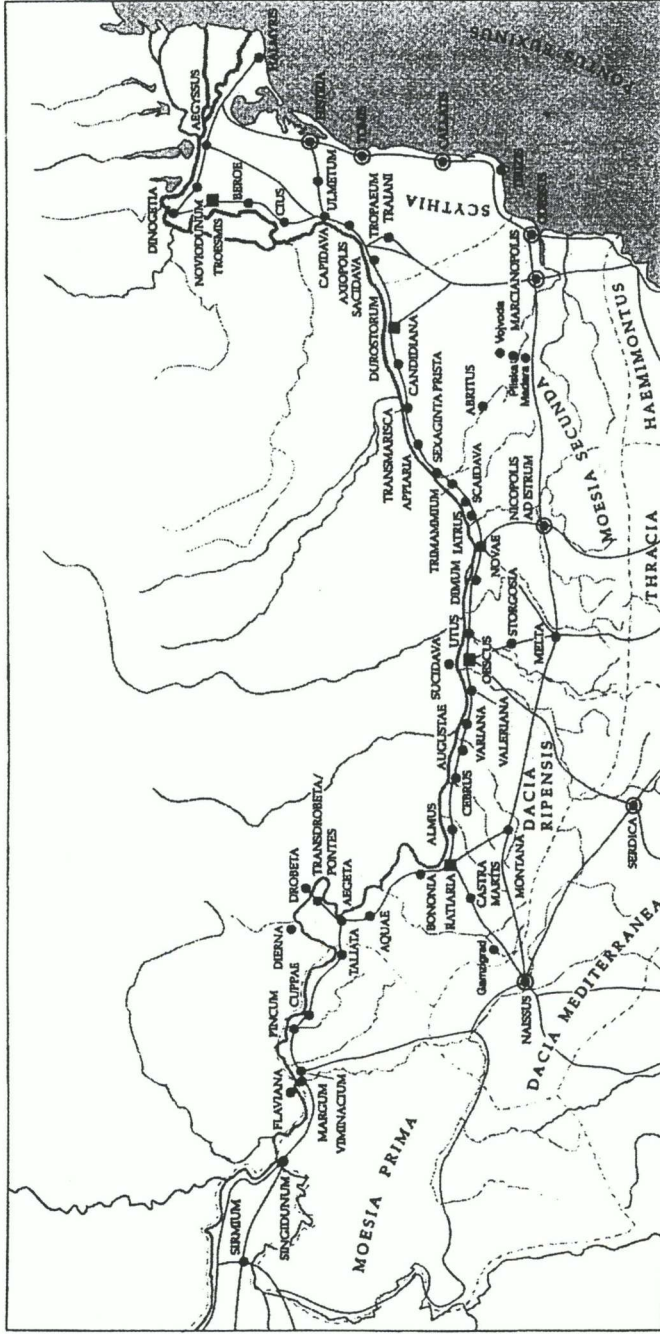 PONTUS EUXINUS
HALMYRIS
AEGYSSUS
DINOGETIA
NOVIODUNUM
TROESMIS
BEROE
CIUS
ULMETUM
ISTRIA
TOMIS
CALLATIS
ODESSUS
SCYTHIA
CAPIDAVA
AXIOPOLIS
SACIDAVA
TROPAEUM
TRAIANI
DUROSTORUM
CANDIDIANA
TRANSMARISCA
APPIARIA
SEXAGINTA PRISTA
TRIMAMMIUM
IATRUS
SCAIDAVA
ABRITUS
Vojvoda
Pliska
Madara
MARCIANOPOLIS
HAEMIMONTUS
MOESIA SECUNDA
NICOPOLIS
AD ISTRUM
THRACIA
NOVAE
DIMUM
UTUS
STORGOSIA
MELTA
SUCIDAVA
OESCUS
AUGUSTAE
VARIANA
VALERIANA
CEBRUS
ALMUS
DACIA
RIPENSIS
SERDICA
MONTANA
CASTRA
MARTIS
RATIARIA
BONONIA
Gamzigrad
NAISSUS
DACIA MEDITERRANEA
DROBETA
TRANSDROBETA/
PONTES
AEGETA
AQUAE
DIERNA
TALIATA
CUPPAE
PINCUM
FLAVIANA
MARGUM
VIMINACIUM
SIRMIUM
SINGIDUNUM
MOESIA PRIMA